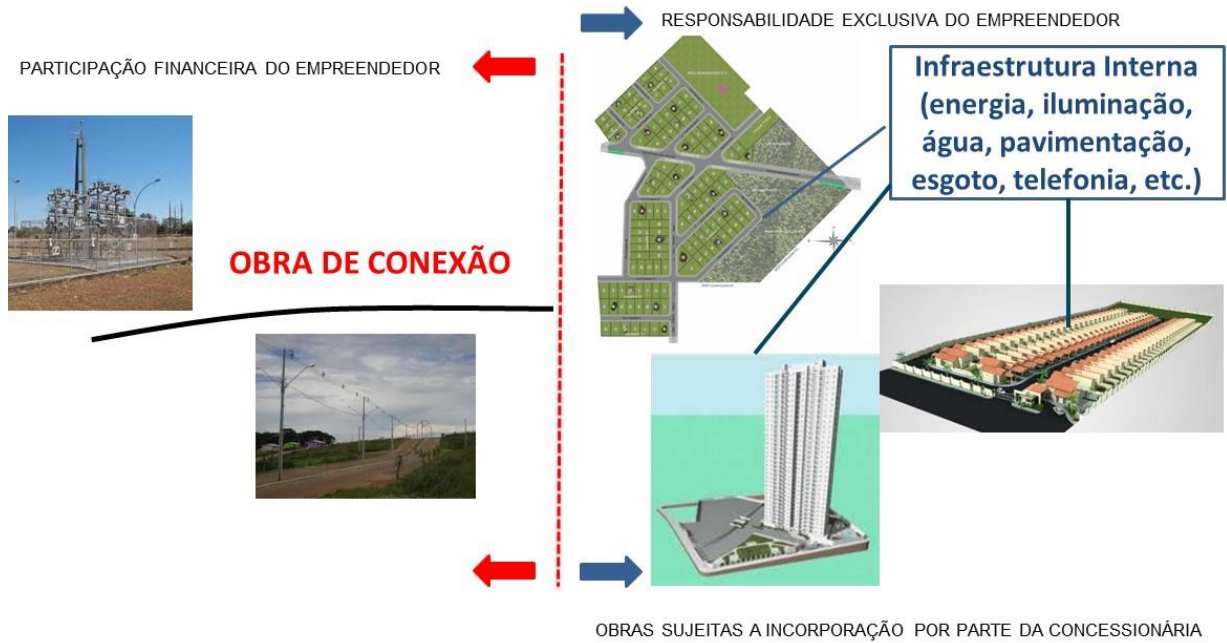 RESPONSABILIDADE EXCLUSIVA DO EMPREENDEDOR
PARTICIPAÇÃO FINANCEIRA DO EMPREENDEDOR
Infraestrutura Interna
(energia, iluminação,
água, pavimentação,
esgoto, telefonia, etc.)
OBRA DE CONEXÃO
OBRAS SUJEITAS A INCORPORAÇÃO POR PARTE DA CONCESSIONÁRIA